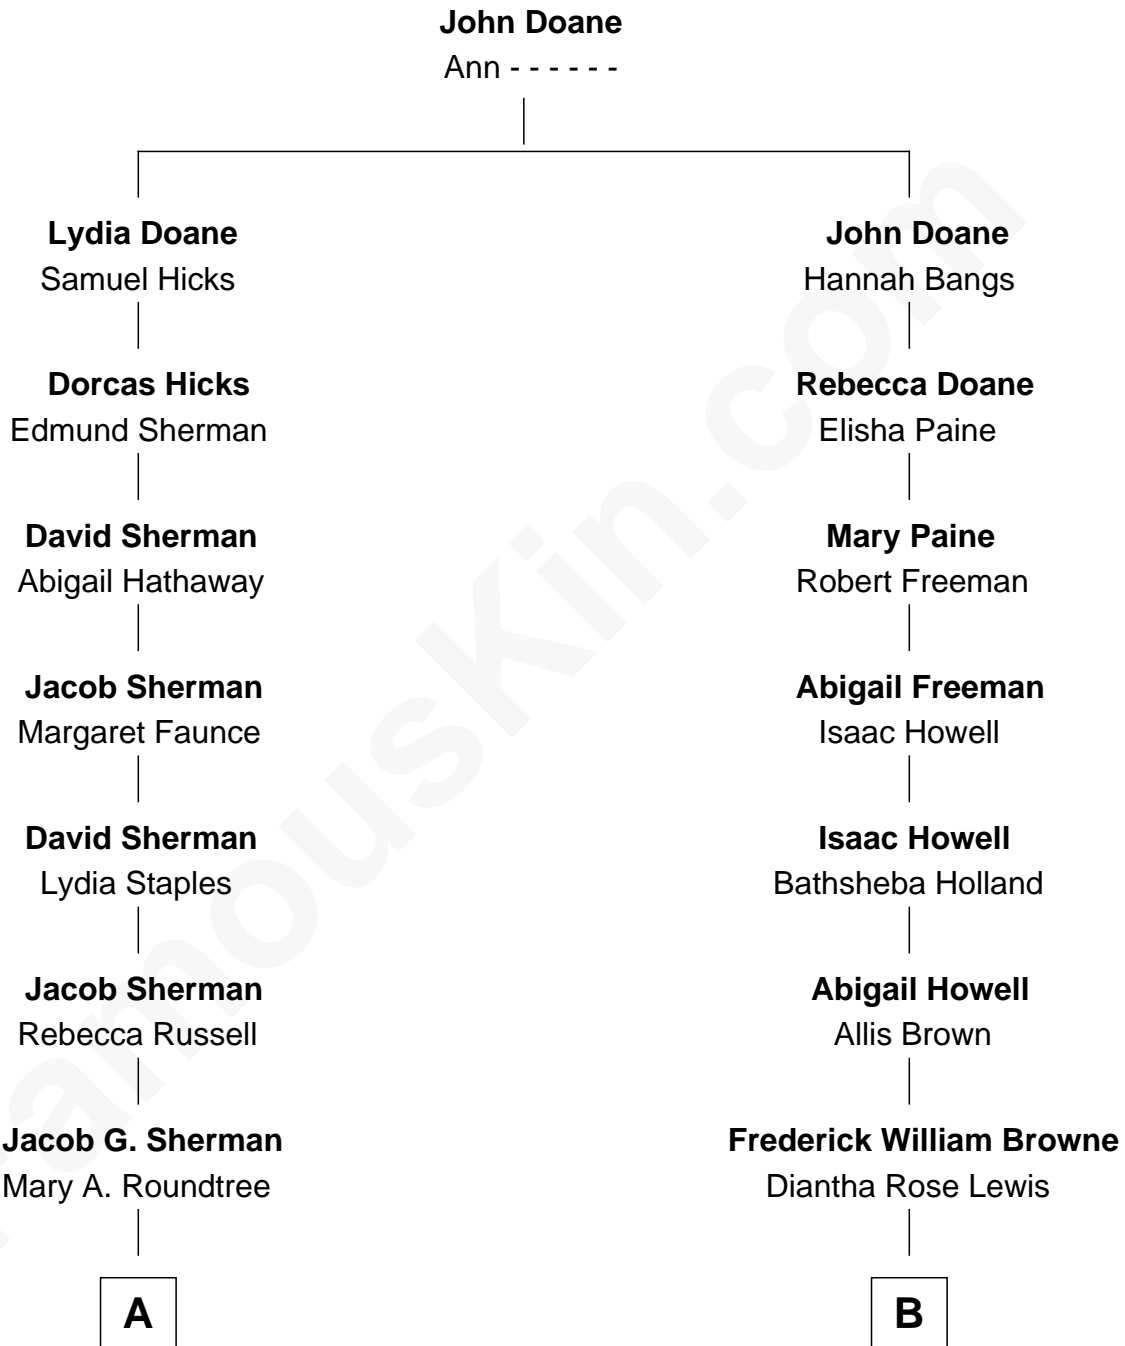 John Doane
Ann - - - - - -
Lydia Doane
Samuel Hicks
John Doane
Hannah Bangs
Dorcas Hicks
Edmund Sherman
Rebecca Doane
Elisha Paine
David Sherman
Abigail Hathaway
Mary Paine
Robert Freeman
Jacob Sherman
Margaret Faunce
Abigail Freeman
Isaac Howell
David Sherman
Lydia Staples
Isaac Howell
Bathsheba Holland
Jacob Sherman
Rebecca Russell
Abigail Howell
Allis Brown
Jacob G. Sherman
Mary A. Roundtree
Frederick William Browne
Diantha Rose Lewis
A
B
FamousKin.com